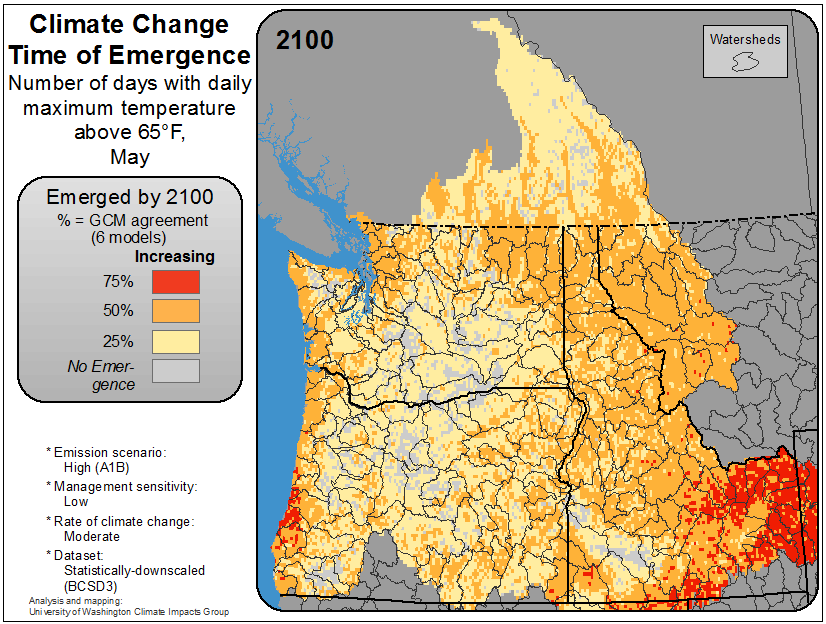 Climate Change
Time of Emergence
Number of days with daily
maximum temperature
above 65°F,
May
Emerged by 2100
% = GCM agreement
(6 models)
Increasing
75%
50%
25%
No Emer-
gence
* Emission scenario:
High (A1B)
* Management sensitivity:
Low
* Rate of climate change:
Moderate
* Dataset:
Statistically-downscaled
(BCSD3)
Analysis and mapping:
University of Washington Climate Impacts Group
2100
Watersheds